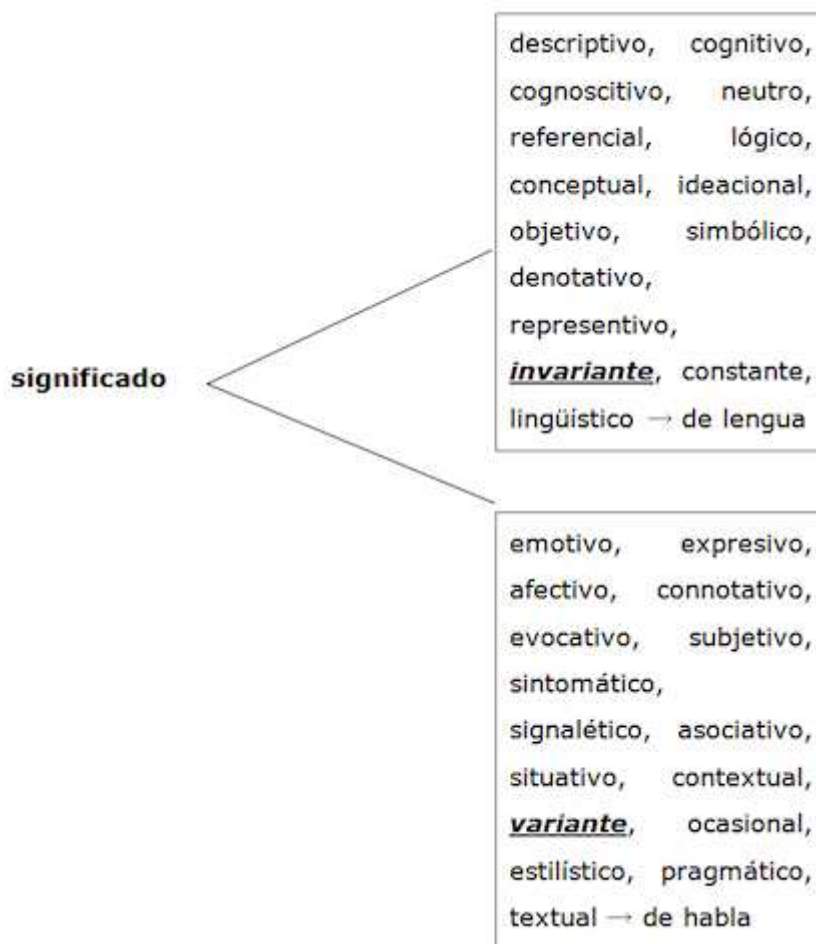 descriptivo, cognitivo,
cognoscitivo, neutro,
referencial, lógico,
conceptual, ideacional,
objetivo, simbólico,
denotativo,
representivo,
invariante, constante,
lingüístico → de lengua
significado
emotivo, expresivo,
afectivo, connotativo,
evocativo, subjetivo,
sintomático,
signalético, asociativo,
situativo, contextual,
variante, ocasional,
estilístico, pragmático,
textual → de habla